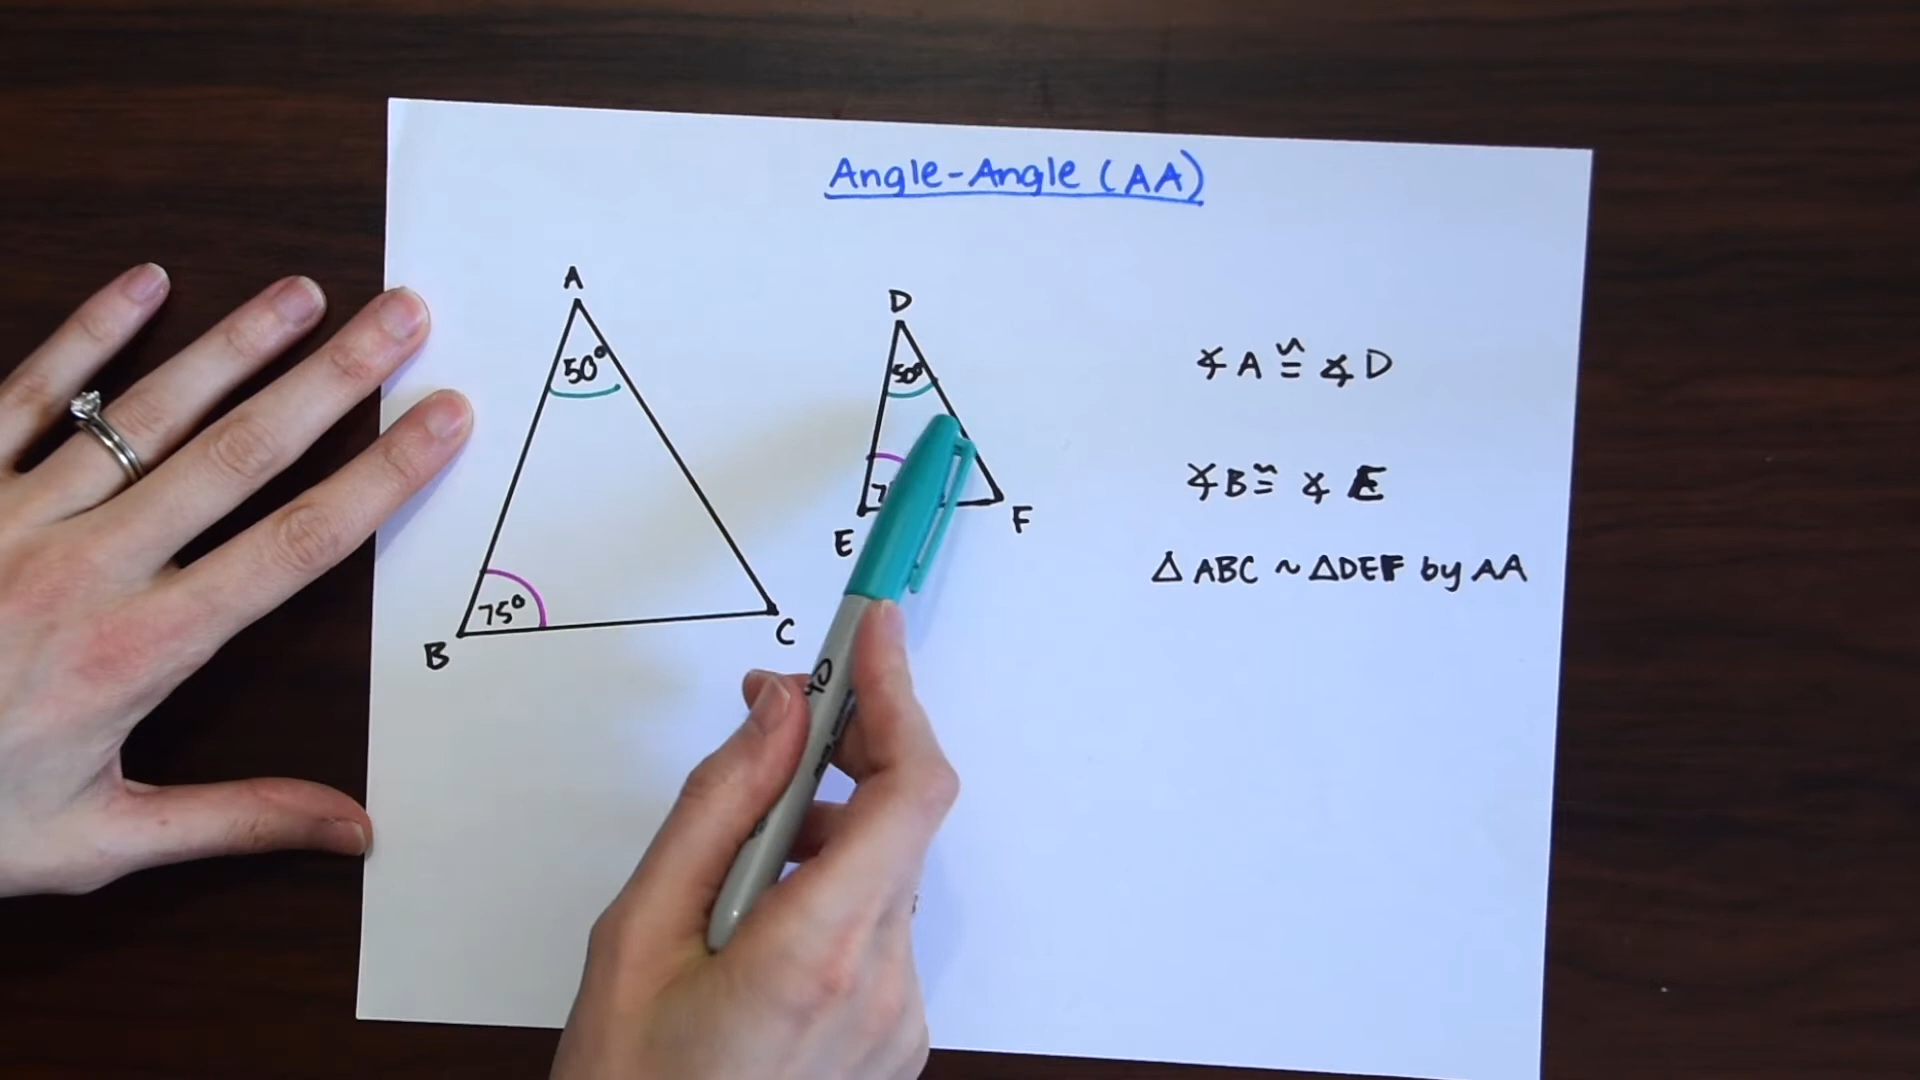 Angle-Angle (AA)
A
50°
B
75°
C
D
50°
E
F
∡ A ≅ ∡ D
∡ B ≅ ∡ E
△ ABC ~ △DEF by AA